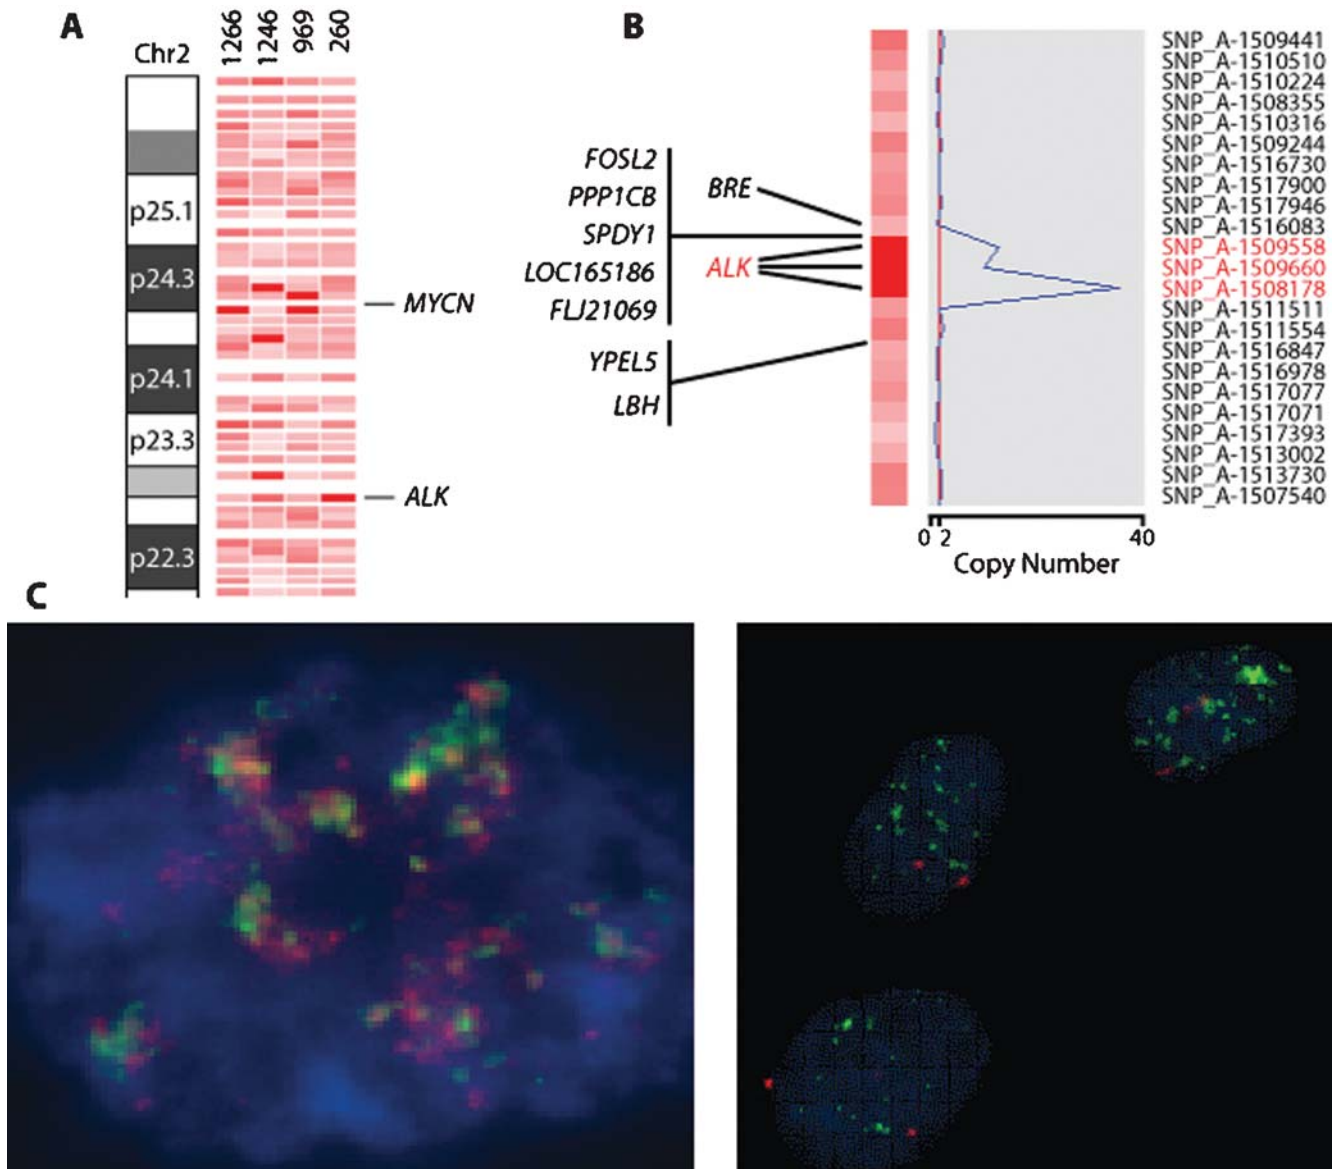 A
Chr2
1266
1246
969
260
p25.1
p24.3
p24.1
p23.3
p22.3
MYCN
ALK
B
FOSL2
PPP1CB
SPDY1
LOC165186
FLJ21069
BRE
ALK
YPEL5
LBH
SNP_A-1509441
SNP_A-1510510
SNP_A-1510224
SNP_A-1508355
SNP_A-1510316
SNP_A-1509244
SNP_A-1516730
SNP_A-1517900
SNP_A-1517946
SNP_A-1516083
SNP_A-1509558
SNP_A-1509660
SNP_A-1508178
SNP_A-1511511
SNP_A-1511554
SNP_A-1516847
SNP_A-1516978
SNP_A-1517077
SNP_A-1517071
SNP_A-1517393
SNP_A-1513002
SNP_A-1513730
SNP_A-1507540
0 2 40
Copy Number
C